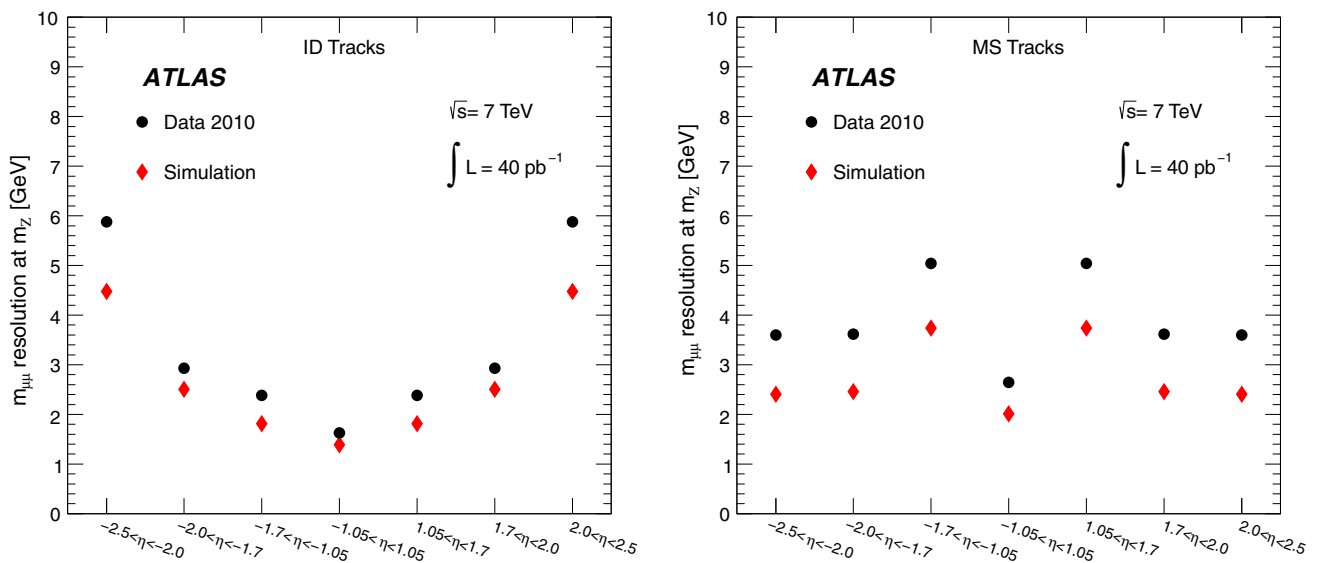 ID Tracks
ATLAS
Data 2010
Simulation
√s= 7 TeV
∫ L = 40 pb⁻¹
m_μμ resolution at m_Z [GeV]
10
9
8
7
6
5
4
3
2
1
0
−2.5<η<−2.0
−2.0<η<−1.7
−1.7<η<−1.05
−1.05<η<1.05
1.05<η<1.7
1.7<η<2.0
2.0<η<2.5
MS Tracks
ATLAS
Data 2010
Simulation
√s= 7 TeV
∫ L = 40 pb⁻¹
m_μμ resolution at m_Z [GeV]
10
9
8
7
6
5
4
3
2
1
0
−2.5<η<−2.0
−2.0<η<−1.7
−1.7<η<−1.05
−1.05<η<1.05
1.05<η<1.7
1.7<η<2.0
2.0<η<2.5